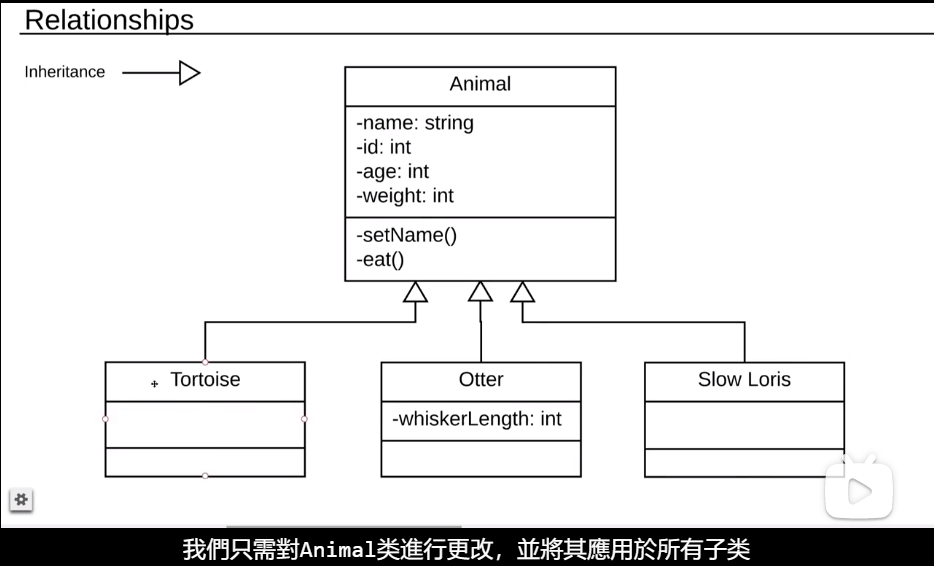 Relationships
Inheritance
Animal
-name: string
-id: int
-age: int
-weight: int
-setName()
-eat()
Tortoise
Otter
Slow Loris
-whiskerLength: int
我們只需對Animal类進行更改，並將其應用於所有子类